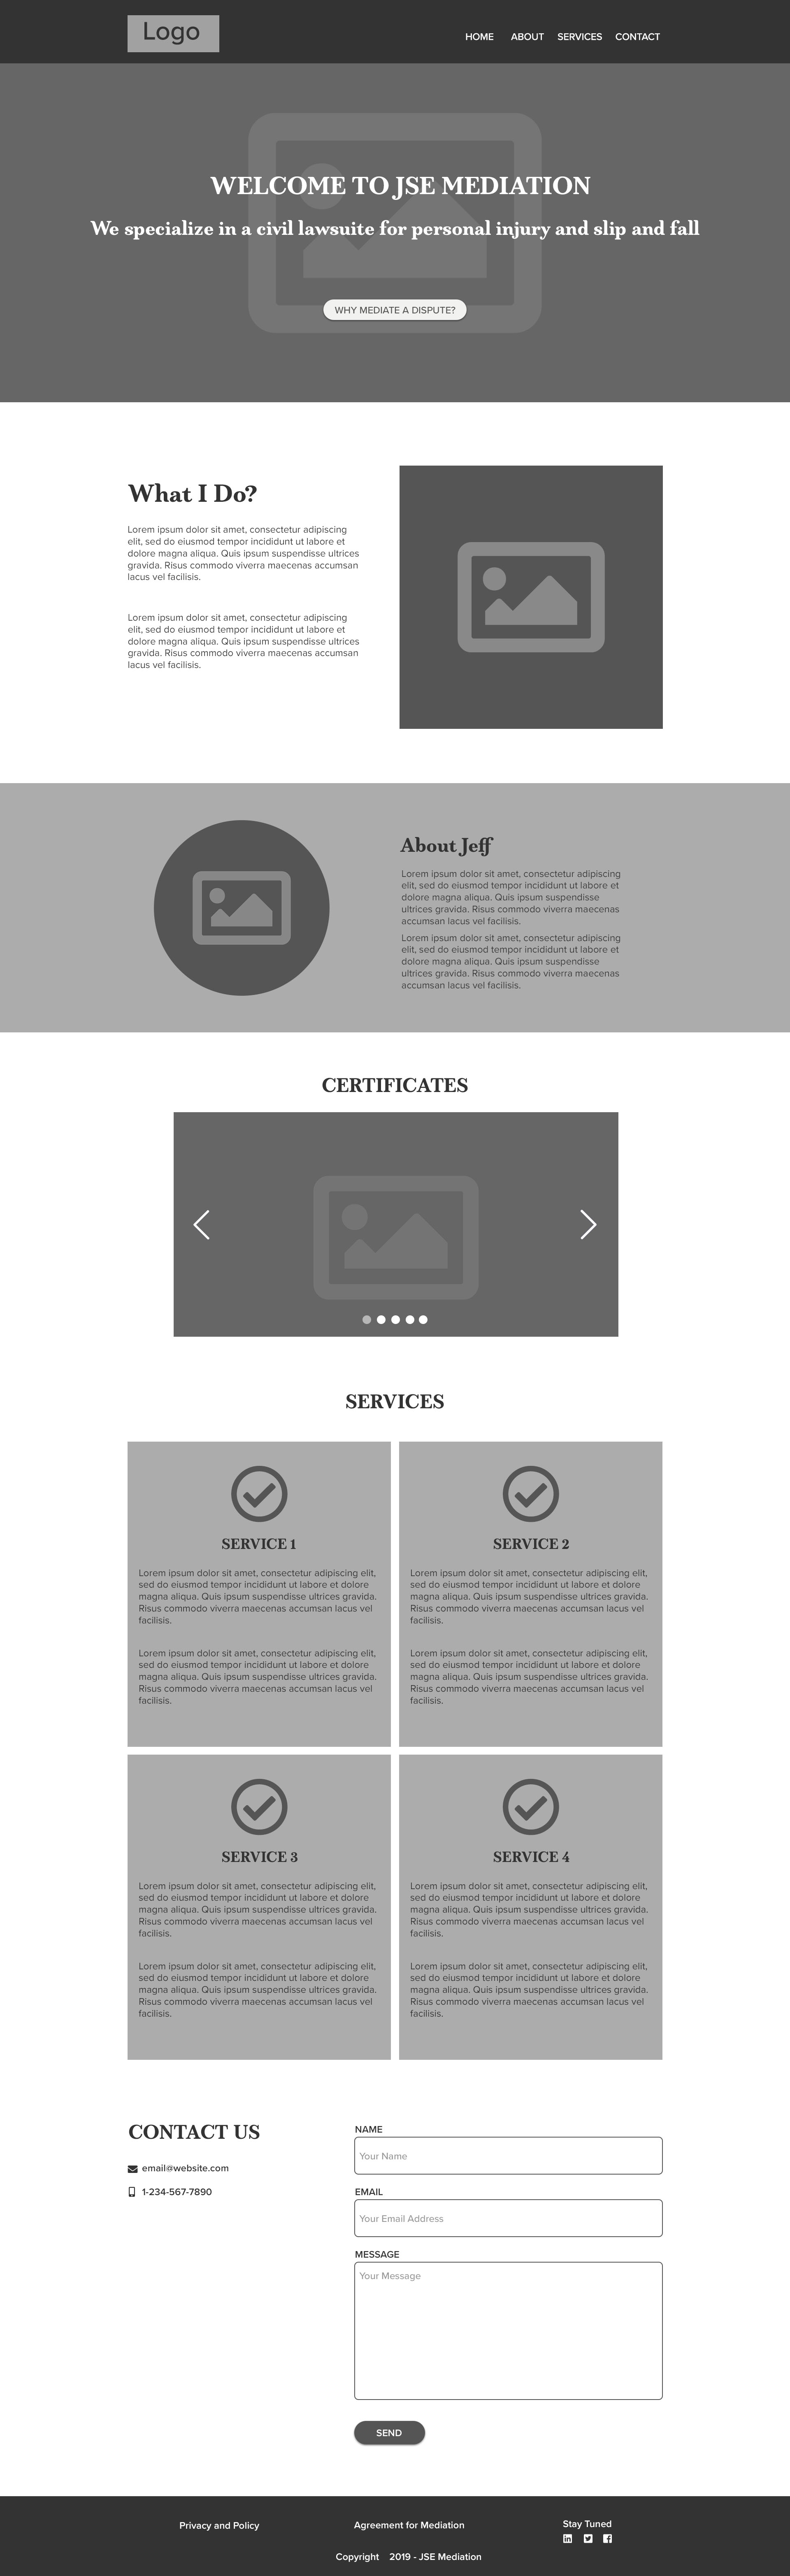 Logo
HOME ABOUT SERVICES CONTACT
WELCOME TO JSE MEDIATION
We specialize in a civil lawsuite for personal injury and slip and fall
WHY MEDIATE A DISPUTE?
What I Do?
Lorem ipsum dolor sit amet, consectetur adipiscing
elit, sed do eiusmod tempor incididunt ut labore et
dolore magna aliqua. Quis ipsum suspendisse ultrices
gravida. Risus commodo viverra maecenas accumsan
lacus vel facilisis.
Lorem ipsum dolor sit amet, consectetur adipiscing
elit, sed do eiusmod tempor incididunt ut labore et
dolore magna aliqua. Quis ipsum suspendisse ultrices
gravida. Risus commodo viverra maecenas accumsan
lacus vel facilisis.
About Jeff
Lorem ipsum dolor sit amet, consectetur adipiscing
elit, sed do eiusmod tempor incididunt ut labore et
dolore magna aliqua. Quis ipsum suspendisse
ultrices gravida. Risus commodo viverra maecenas
accumsan lacus vel facilisis.
Lorem ipsum dolor sit amet, consectetur adipiscing
elit, sed do eiusmod tempor incididunt ut labore et
dolore magna aliqua. Quis ipsum suspendisse
ultrices gravida. Risus commodo viverra maecenas
accumsan lacus vel facilisis.
CERTIFICATES
SERVICES
SERVICE 1
Lorem ipsum dolor sit amet, consectetur adipiscing elit,
sed do eiusmod tempor incididunt ut labore et dolore
magna aliqua. Quis ipsum suspendisse ultrices gravida.
Risus commodo viverra maecenas accumsan lacus vel
facilisis.
Lorem ipsum dolor sit amet, consectetur adipiscing elit,
sed do eiusmod tempor incididunt ut labore et dolore
magna aliqua. Quis ipsum suspendisse ultrices gravida.
Risus commodo viverra maecenas accumsan lacus vel
facilisis.
SERVICE 2
Lorem ipsum dolor sit amet, consectetur adipiscing elit,
sed do eiusmod tempor incididunt ut labore et dolore
magna aliqua. Quis ipsum suspendisse ultrices gravida.
Risus commodo viverra maecenas accumsan lacus vel
facilisis.
Lorem ipsum dolor sit amet, consectetur adipiscing elit,
sed do eiusmod tempor incididunt ut labore et dolore
magna aliqua. Quis ipsum suspendisse ultrices gravida.
Risus commodo viverra maecenas accumsan lacus vel
facilisis.
SERVICE 3
Lorem ipsum dolor sit amet, consectetur adipiscing elit,
sed do eiusmod tempor incididunt ut labore et dolore
magna aliqua. Quis ipsum suspendisse ultrices gravida.
Risus commodo viverra maecenas accumsan lacus vel
facilisis.
Lorem ipsum dolor sit amet, consectetur adipiscing elit,
sed do eiusmod tempor incididunt ut labore et dolore
magna aliqua. Quis ipsum suspendisse ultrices gravida.
Risus commodo viverra maecenas accumsan lacus vel
facilisis.
SERVICE 4
Lorem ipsum dolor sit amet, consectetur adipiscing elit,
sed do eiusmod tempor incididunt ut labore et dolore
magna aliqua. Quis ipsum suspendisse ultrices gravida.
Risus commodo viverra maecenas accumsan lacus vel
facilisis.
Lorem ipsum dolor sit amet, consectetur adipiscing elit,
sed do eiusmod tempor incididunt ut labore et dolore
magna aliqua. Quis ipsum suspendisse ultrices gravida.
Risus commodo viverra maecenas accumsan lacus vel
facilisis.
CONTACT US
email@website.com
1-234-567-7890
NAME
Your Name
EMAIL
Your Email Address
MESSAGE
Your Message
SEND
Privacy and Policy
Agreement for Mediation
Stay Tuned
Copyright 2019 - JSE Mediation